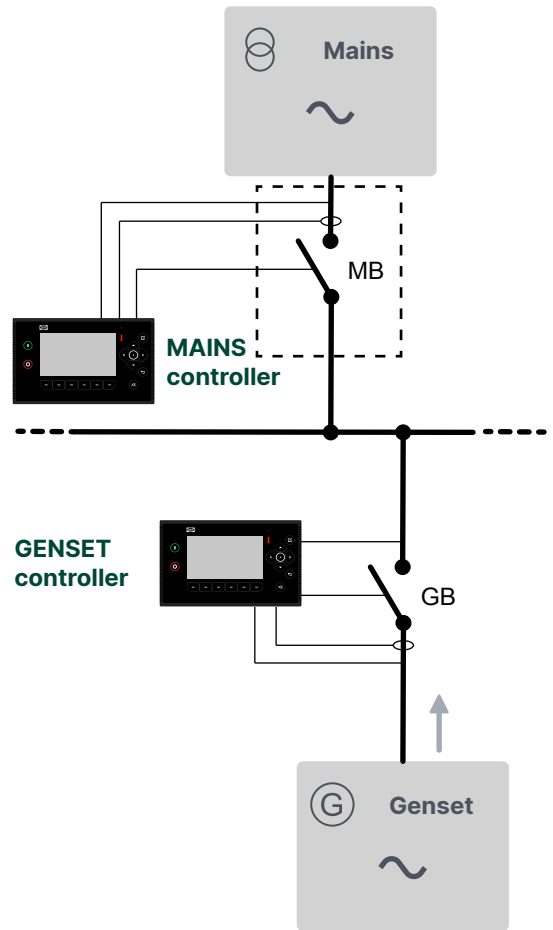 Mains
MB
MAINS
controller
GENSET
controller
GB
G
Genset